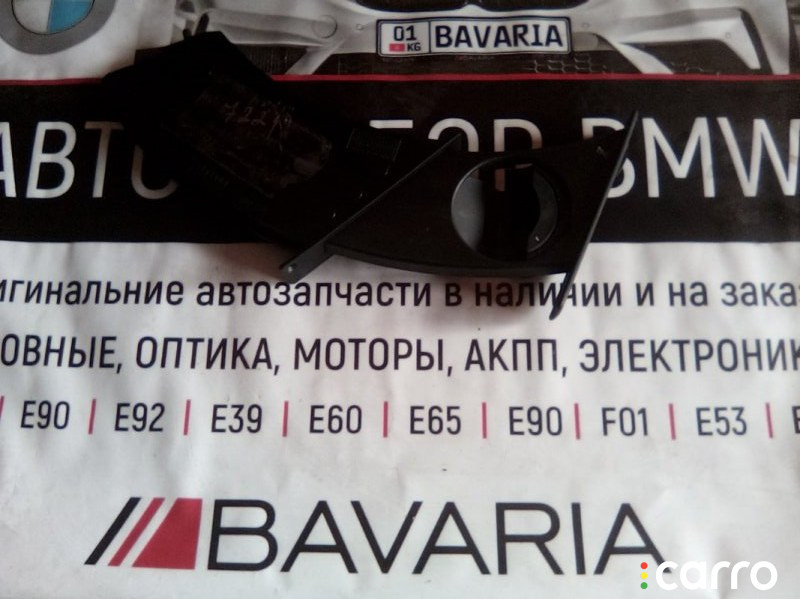 01 KG BAVARIA
BMW
игинальние автозапчасти в наличии и на зака
ОВНЫЕ, ОПТИКА, МОТОРЫ, АКПП, ЭЛЕКТРОНИК
| E90 | E92 | E39 | E60 | E65 | E90 | F01 | E53 |
BAVARIA
carro